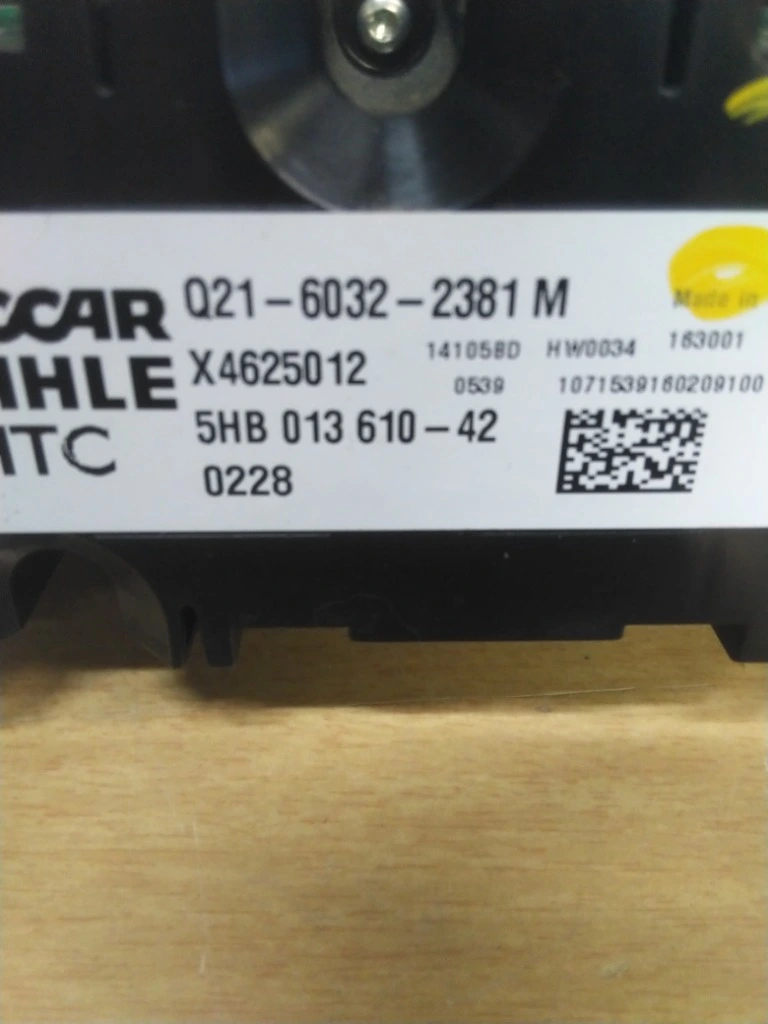 CCAR
Q21-6032-2381 M
Made in
IHLE
X4625012
14105BD HW0034 163001
0539 1071539160209100
ITC
5HB 013 610-42
0228